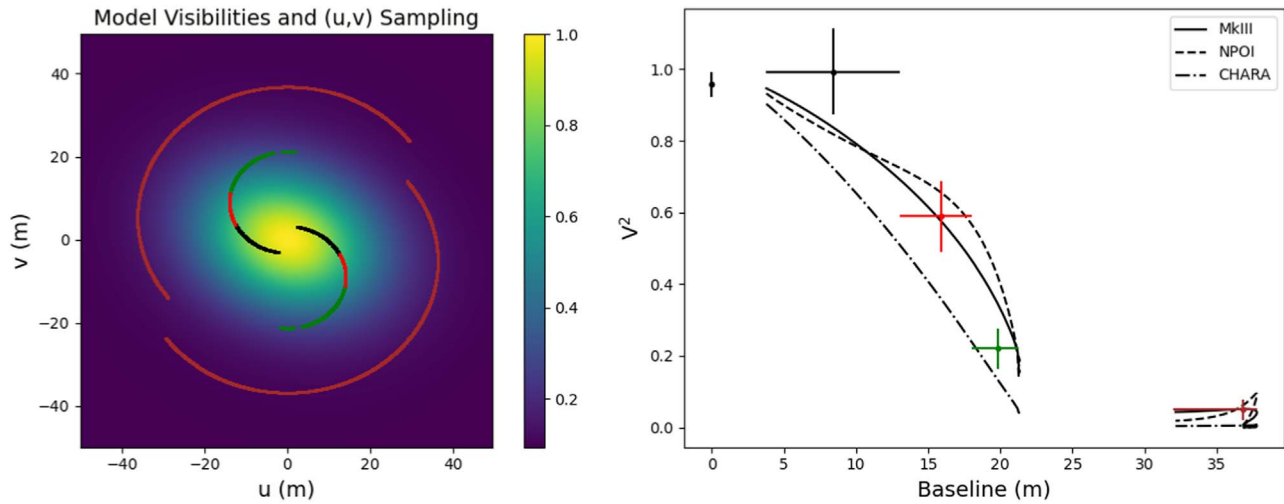 Model Visibilities and (u,v) Sampling
v (m)
40
20
0
−20
−40
−40 −20 0 20 40
u (m)
1.0
0.8
0.6
0.4
0.2
V²
1.0
0.8
0.6
0.4
0.2
0.0
MkIII
NPOI
CHARA
0 5 10 15 20 25 30 35
Baseline (m)